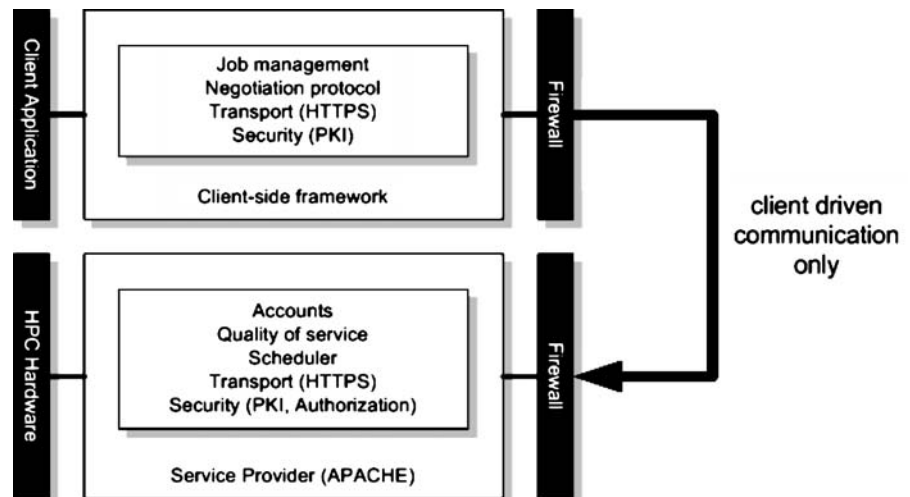 Client Application
Job management
Negotiation protocol
Transport (HTTPS)
Security (PKI)
Client-side framework
Firewall
client driven
communication
only
HPC Hardware
Accounts
Quality of service
Scheduler
Transport (HTTPS)
Security (PKI, Authorization)
Service Provider (APACHE)
Firewall